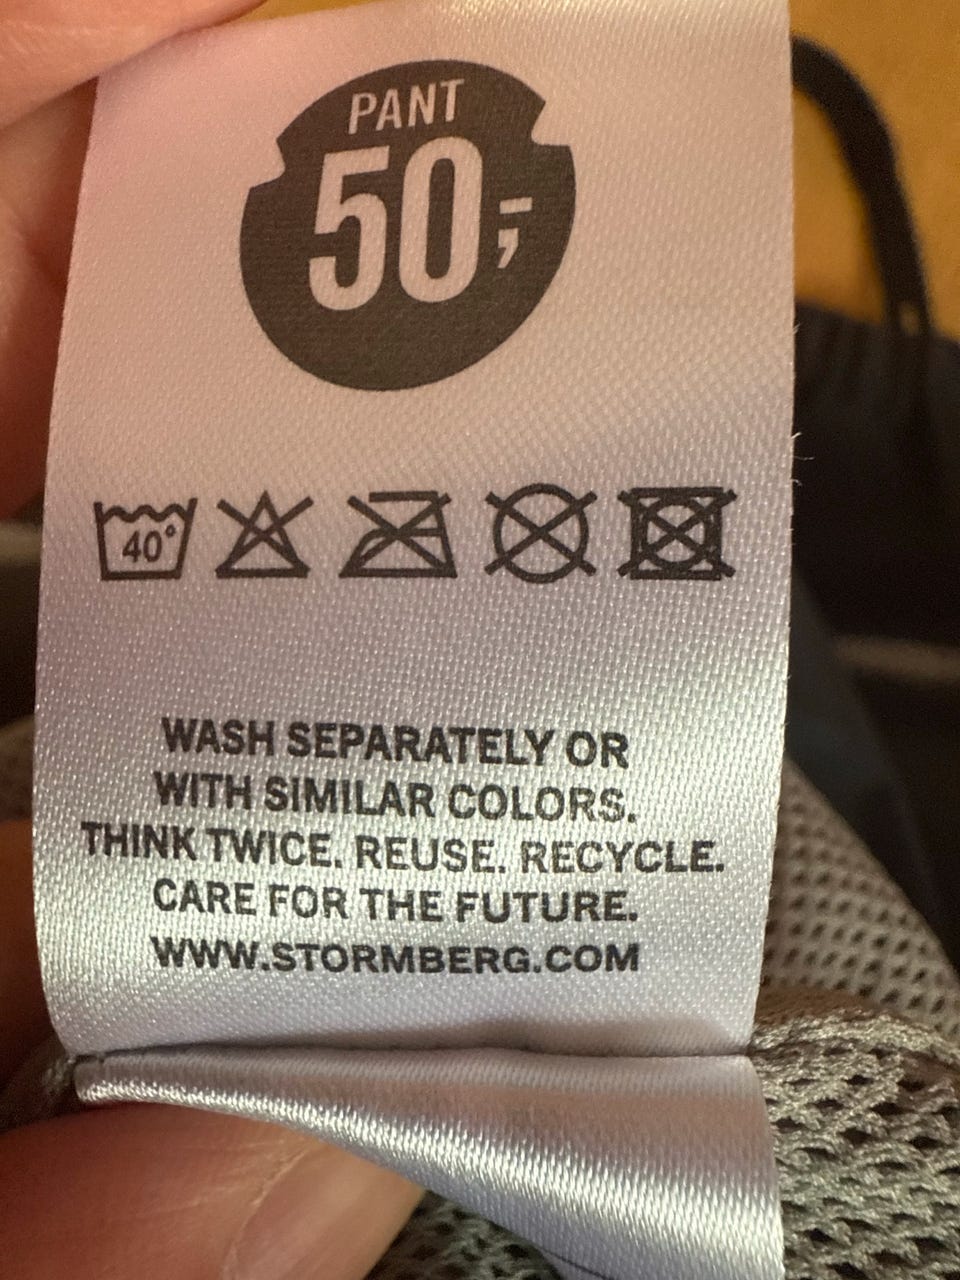 PANT
50,-
40°
WASH SEPARATELY OR
WITH SIMILAR COLORS.
THINK TWICE. REUSE. RECYCLE.
CARE FOR THE FUTURE.
WWW.STORMBERG.COM